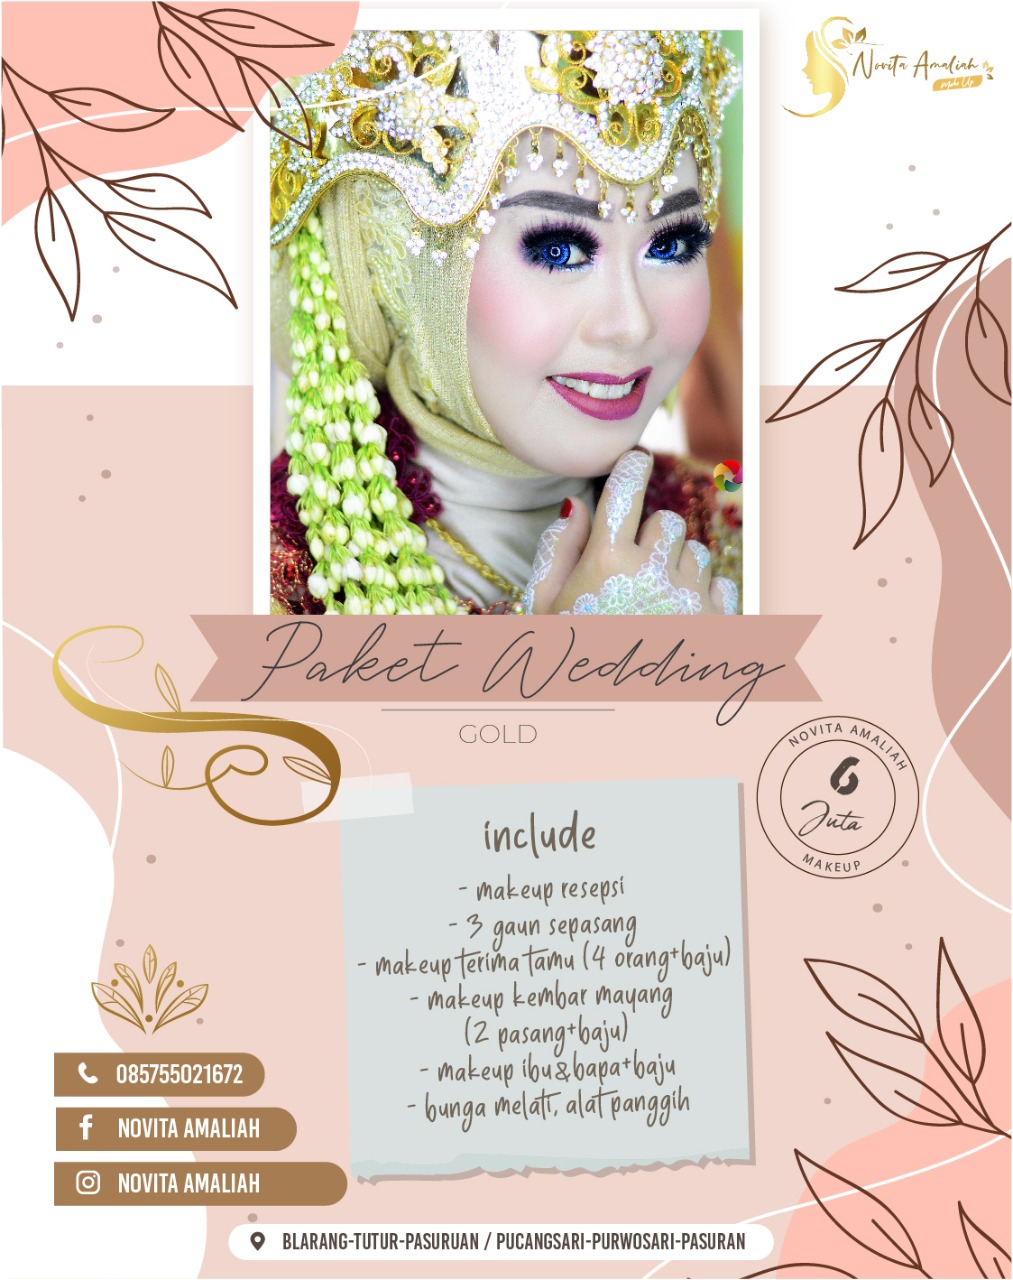 Novita Amaliah
Make Up
Paket Wedding
GOLD
NOVITA AMALIAH
6
Juta
MAKEUP
include
- makeup resepsi
- 3 gaun sepasang
- makeup terima tamu (4 orang+baju)
- makeup kembar mayang
(2 pasang+baju)
- makeup ibu&bapa+baju
- bunga melati, alat panggih
085755021672
NOVITA AMALIAH
NOVITA AMALIAH
BLARANG-TUTUR-PASURUAN / PUCANGSARI-PURWOSARI-PASURAN